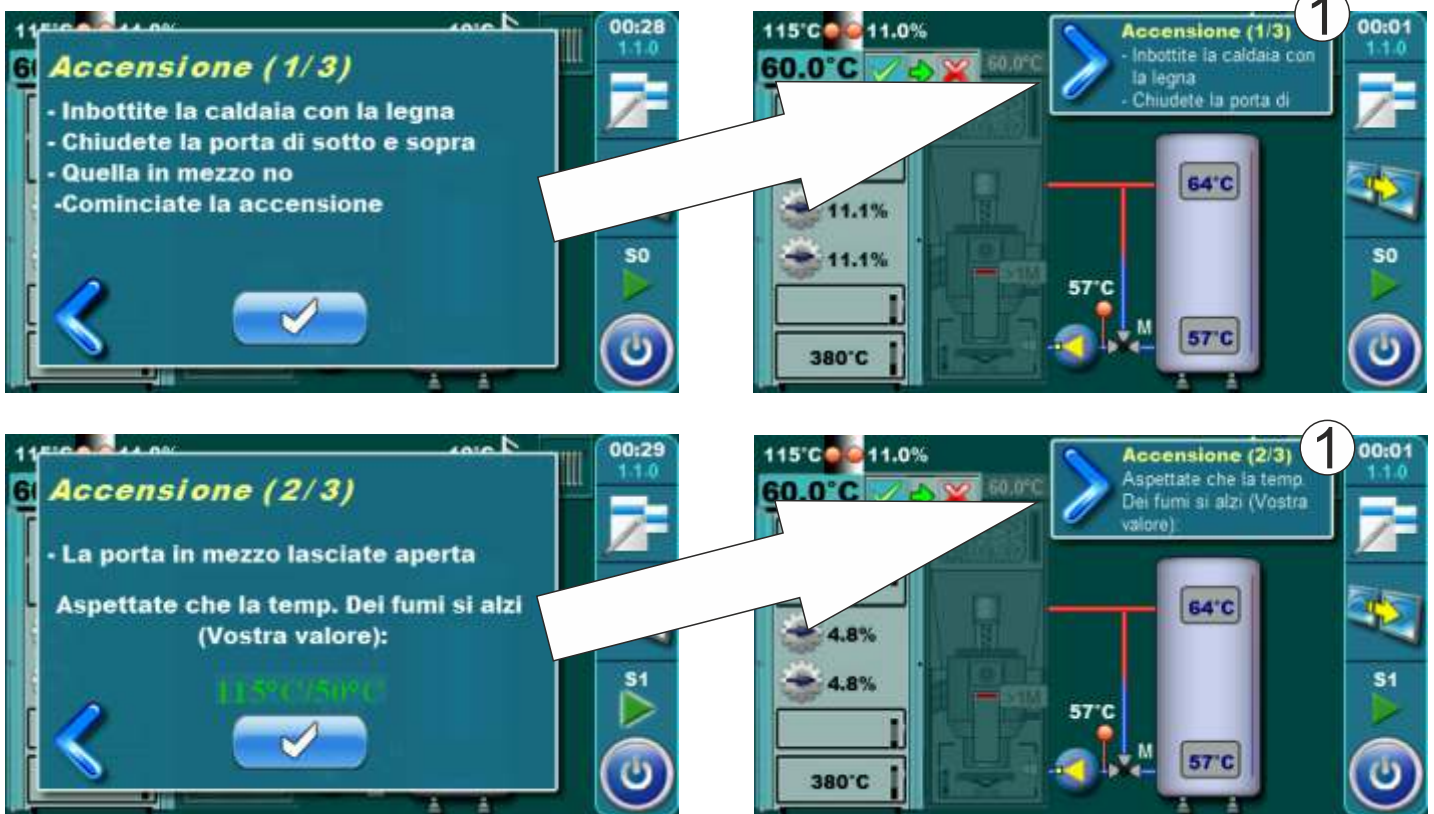 115°C 11.0%
00:28
1.1.0
Accensione (1/3)
- Inbottite la caldaia con la legna
- Chiudete la porta di sotto e sopra
- Quella in mezzo no
-Cominciate la accensione
S0
115°C 11.0%
60.0°C
60.0°C
Accensione (1/3)
- Inbottite la caldaia con
la legna
- Chiudete la porta di
1
00:01
1.1.0
11.1%
11.1%
>1M
380°C
57°C
M
64°C
57°C
S0
00:29
1.1.0
Accensione (2/3)
- La porta in mezzo lasciate aperta
Aspettate che la temp. Dei fumi si alzi
(Vostra valore):
115°C/50°C
S1
115°C 11.0%
60.0°C
60.0°C
Accensione (2/3)
Aspettate che la temp.
Dei fumi si alzi (Vostra
valore):
1
00:01
1.1.0
4.8%
4.8%
>1M
380°C
57°C
M
64°C
57°C
S1